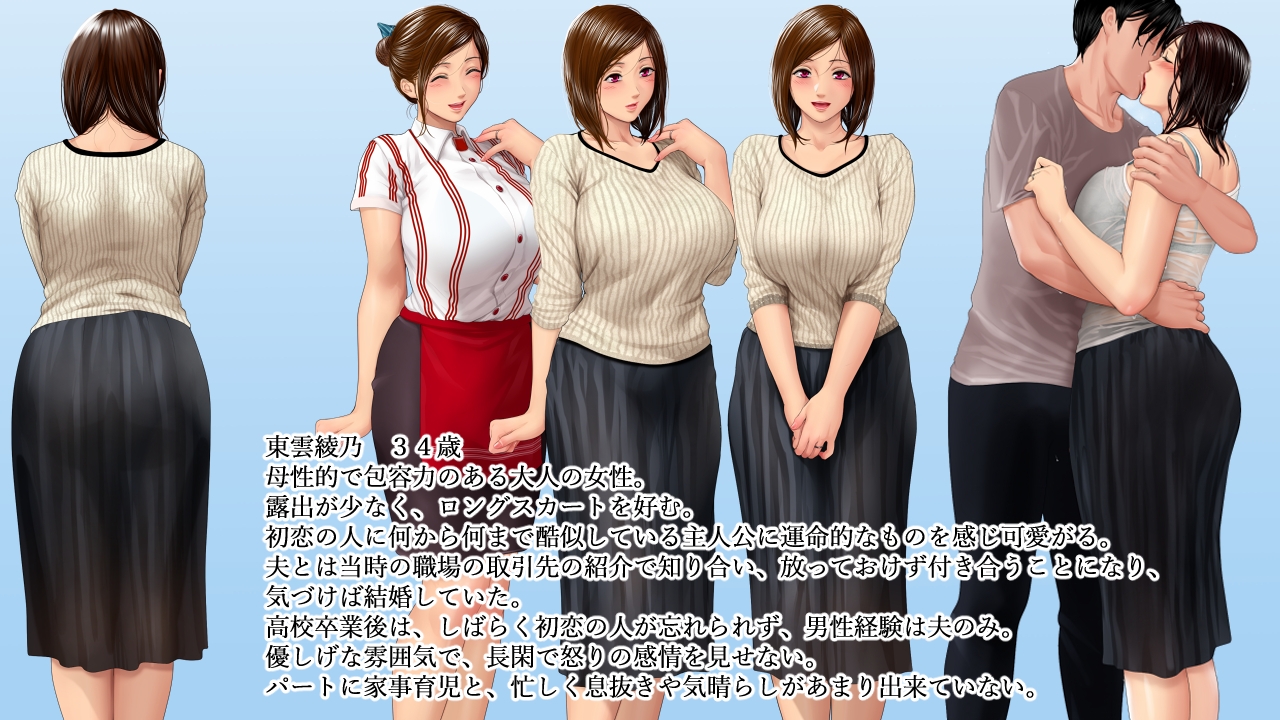 東雲綾乃　３４歳
母性的で包容力のある大人の女性。
露出が少なく、ロングスカートを好む。
初恋の人に何から何まで酷似している主人公に運命的なものを感じ可愛がる。
夫とは当時の職場の取引先の紹介で知り合い、放っておけず付き合うことになり、
気づけば結婚していた。
高校卒業後は、しばらく初恋の人が忘れられず、男性経験は夫のみ。
優しげな雰囲気で、長閑で怒りの感情を見せない。
パートに家事育児と、忙しく息抜きや気晴らしがあまり出来ていない。